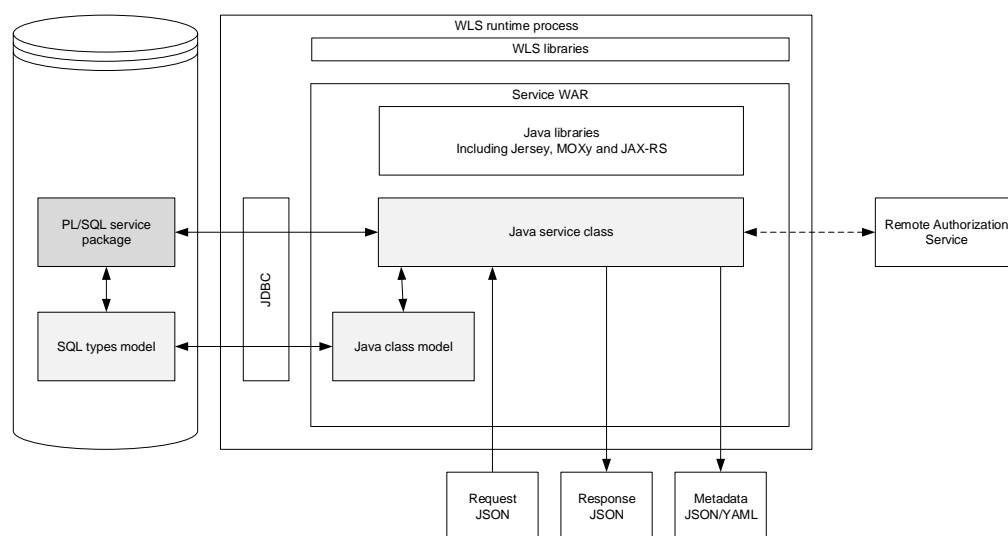 WLS runtime process
WLS libraries
Service WAR
Java libraries
Including Jersey, MOXy and JAX-RS
PL/SQL service
package
Java service class
Remote Authorization
Service
JDBC
SQL types model
Java class model
Request
JSON
Response
JSON
Metadata
JSON/YAML